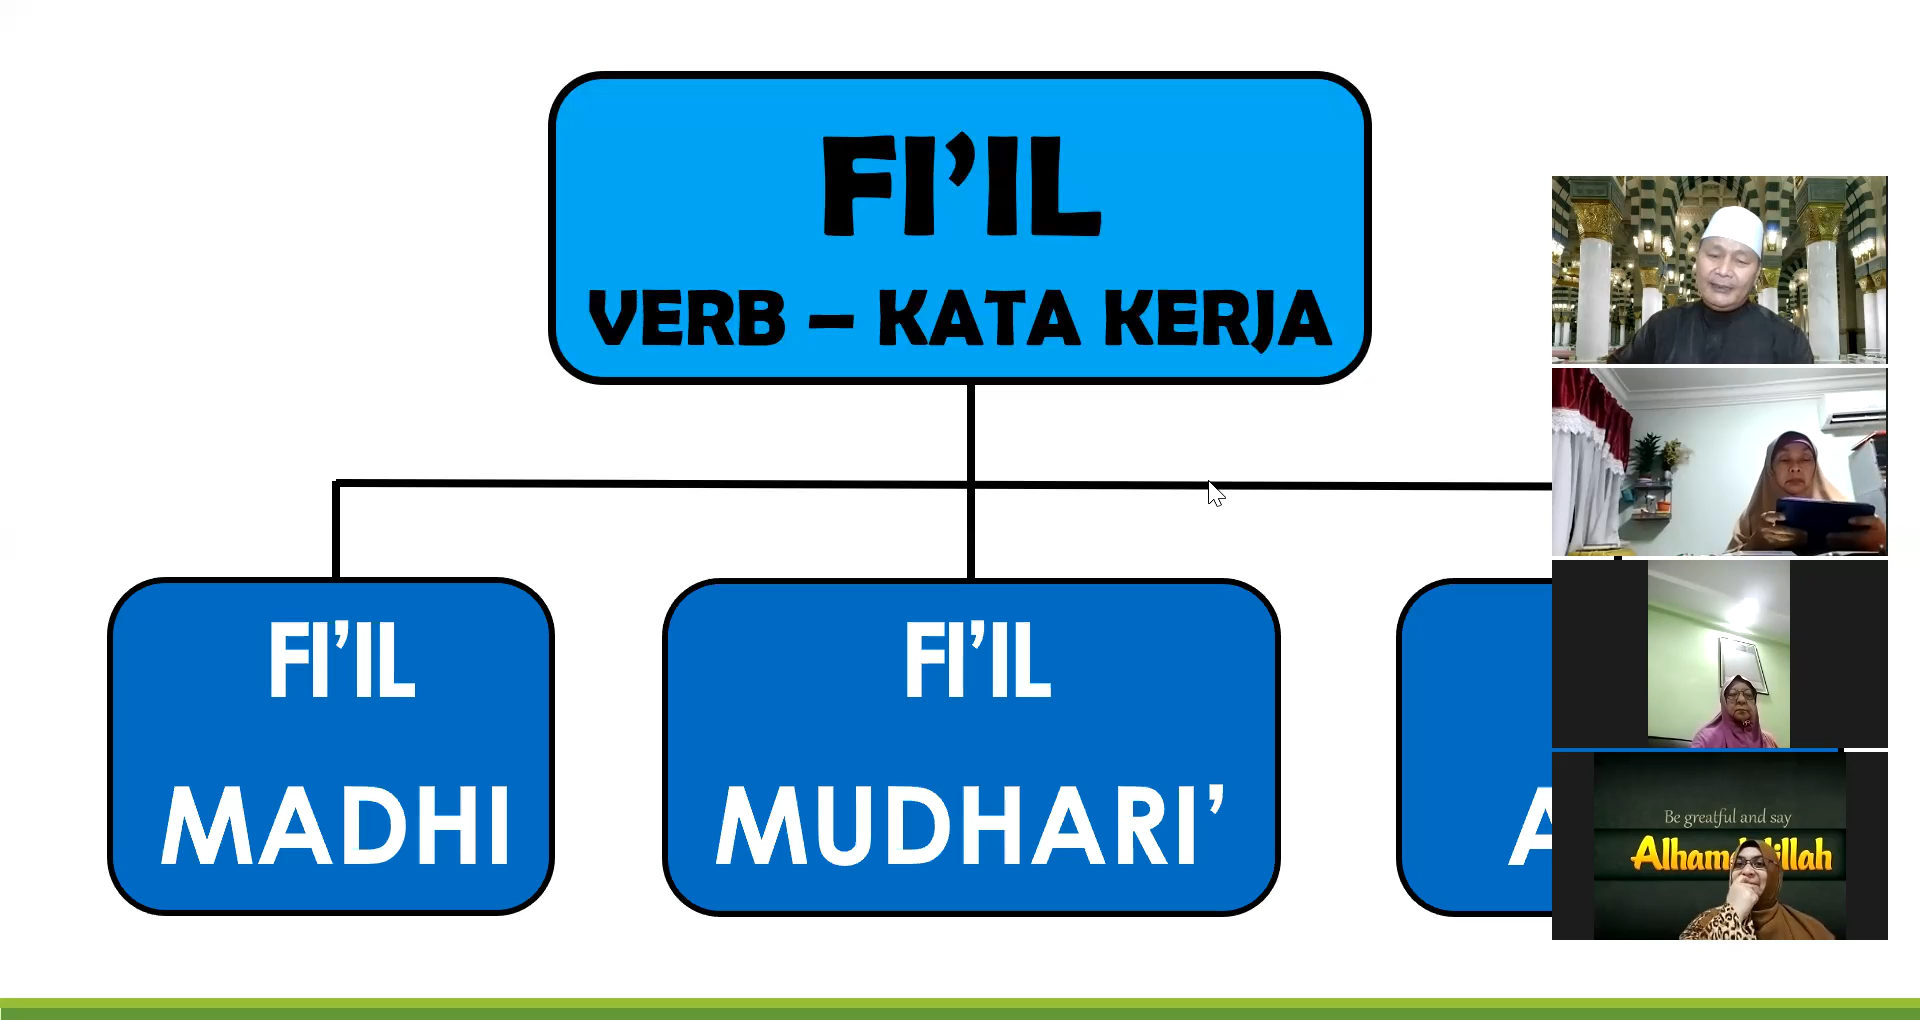 FI’IL
VERB – KATA KERJA
FI’IL
MADHI
FI’IL
MUDHARI’
A
Be greatful and say